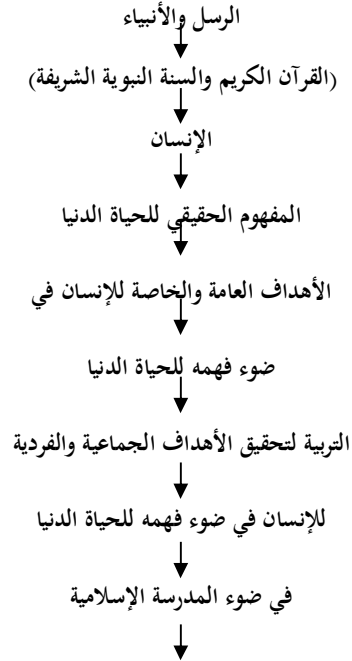 الرسل والأنبياء
(القرآن الكريم والسنة النبوية الشريفة)
الإنسان
المفهوم الحقيقي للحياة الدنيا
الأهداف العامة والخاصة للإنسان في
ضوء فهمه للحياة الدنيا
التربية لتحقيق الأهداف الجماعية والفردية
للإنسان في ضوء فهمه للحياة الدنيا
في ضوء المدرسة الإسلامية